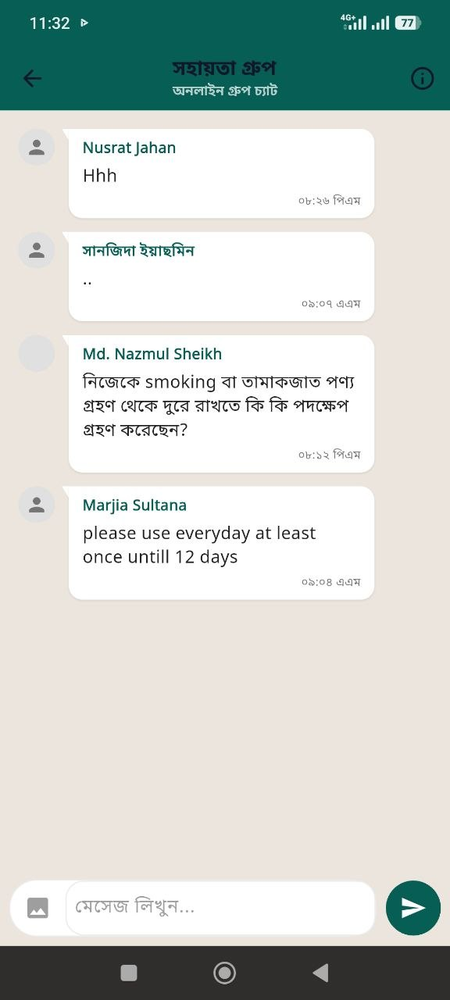 11:32
4G+
77
সহায়তা গ্রুপ
অনলাইন গ্রুপ চ্যাট
Nusrat Jahan
Hhh
০৮:২৬ পিএম
সানজিদা ইয়াছমিন
..
০৯:০৭ এএম
Md. Nazmul Sheikh
নিজেকে smoking বা তামাকজাত পণ্য
গ্রহণ থেকে দুরে রাখতে কি কি পদক্ষেপ
গ্রহণ করেছেন?
০৮:১২ পিএম
Marjia Sultana
please use everyday at least
once untill 12 days
০৯:০৪ এএম
মেসেজ লিখুন...